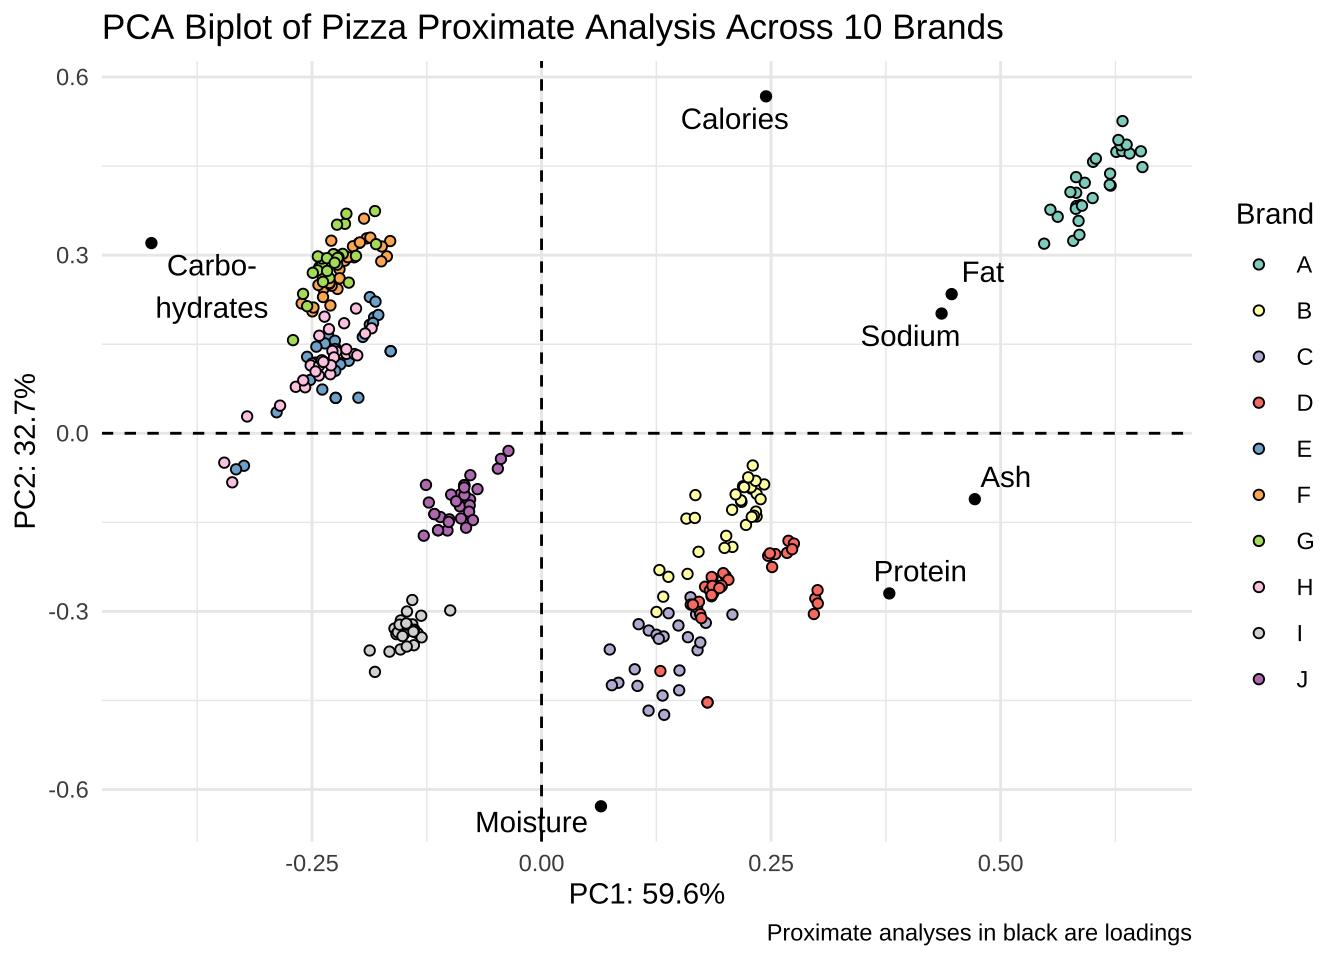 PCA Biplot of Pizza Proximate Analysis Across 10 Brands
0.6
0.3
0.0
-0.3
-0.6
PC2: 32.7%
Calories
Carbo-
hydrates
Fat
Sodium
Ash
Protein
Moisture
-0.25
0.00
0.25
0.50
PC1: 59.6%
Brand
A
B
C
D
E
F
G
H
I
J
Proximate analyses in black are loadings